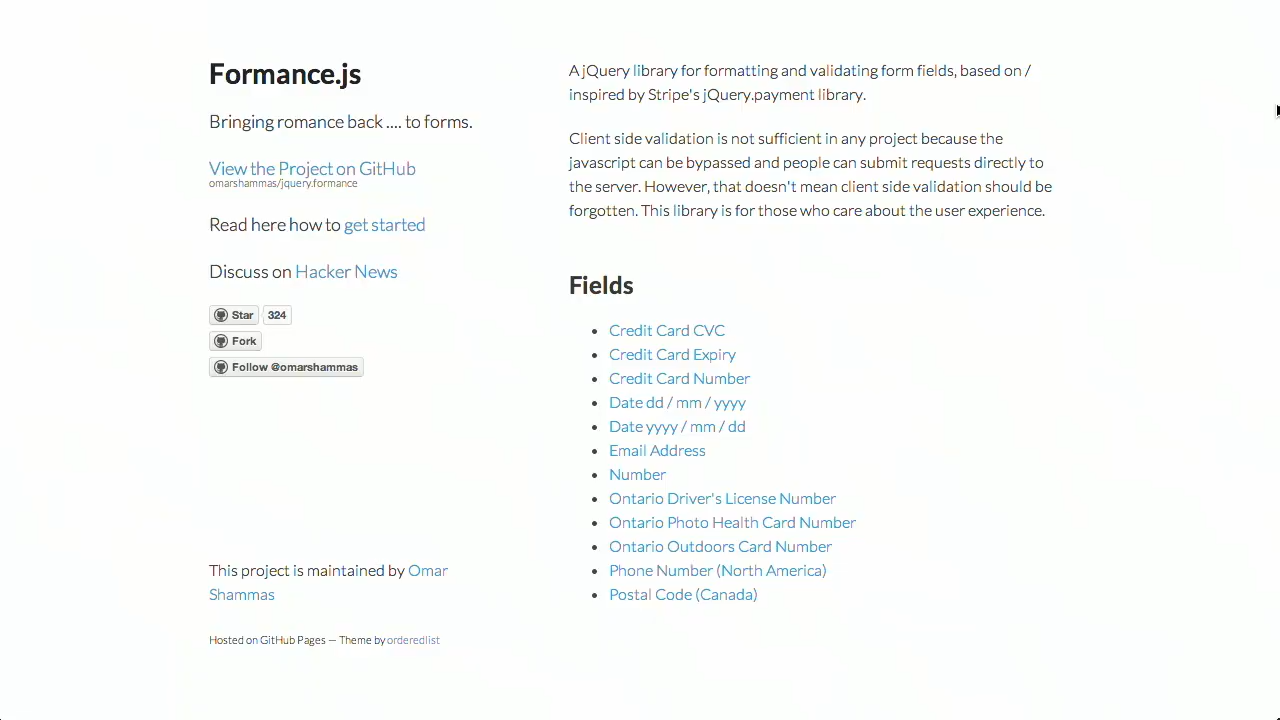 Formance.js
Bringing romance back .... to forms.
View the Project on GitHub
omarshammas/jquery.formance
Read here how to get started
Discuss on Hacker News
Star 324
Fork
Follow @omarshammas
This project is maintained by Omar
Shammas
Hosted on GitHub Pages — Theme by orderedlist
A jQuery library for formatting and validating form fields, based on /
inspired by Stripe's jQuery.payment library.
Client side validation is not sufficient in any project because the
javascript can be bypassed and people can submit requests directly to
the server. However, that doesn't mean client side validation should be
forgotten. This library is for those who care about the user experience.
Fields
• Credit Card CVC
• Credit Card Expiry
• Credit Card Number
• Date dd / mm / yyyy
• Date yyyy / mm / dd
• Email Address
• Number
• Ontario Driver's License Number
• Ontario Photo Health Card Number
• Ontario Outdoors Card Number
• Phone Number (North America)
• Postal Code (Canada)